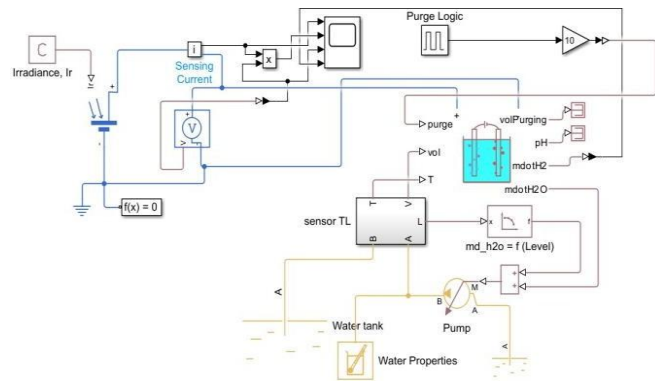 Purge Logic
C
Irradiance, Ir
Ir
+
i
Sensing
Current
x
10
+
V
+
-
V
-
purge
vol
T
+
-
volPurging
pH
mdotH2
mdotH2O
f(x) = 0
sensor TL
T
V
L
B
A
x
f
md_h2o = f (Level)
+
+
A
B
M
A
Pump
A
Water tank
Water Properties